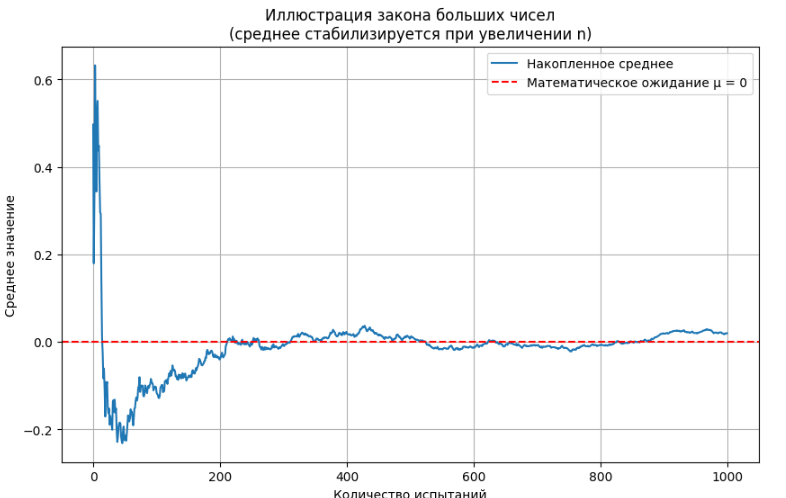 Иллюстрация закона больших чисел
(среднее стабилизируется при увеличении n)
Накопленное среднее
Математическое ожидание μ = 0
Среднее значение
0.6
0.4
0.2
0.0
−0.2
0
200
400
600
800
1000
Количество испытаний